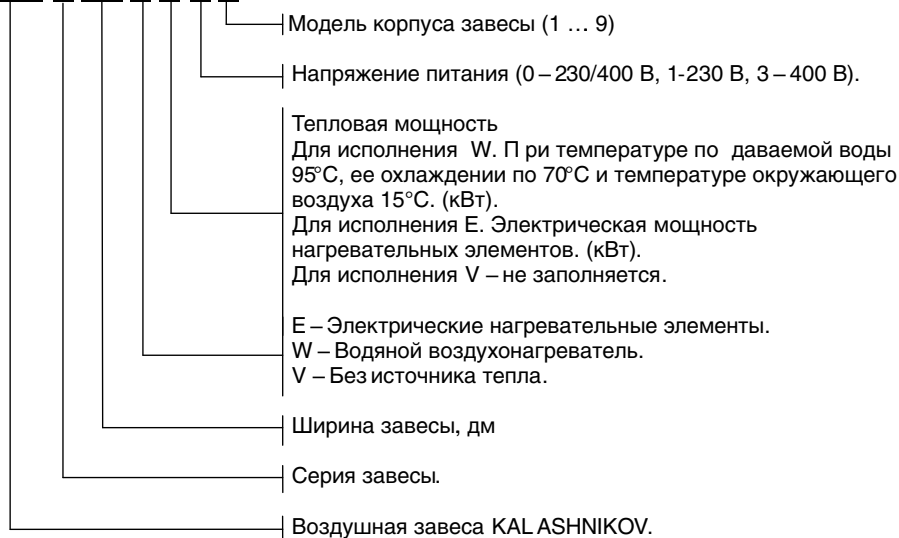 Модель корпуса завесы (1 … 9)
Напряжение питания (0 – 230/400 В, 1-230 В, 3 – 400 В).
Тепловая мощность
Для исполнения W. П ри температуре по даваемой воды
95°С, ее охлаждении по 70°С и температуре окружающего
воздуха 15°С. (кВт).
Для исполнения Е. Электрическая мощность
нагревательных элементов. (кВт).
Для исполнения V – не заполняется.
Е – Электрические нагревательные элементы.
W – Водяной воздухонагреватель.
V – Без источника тепла.
Ширина завесы, дм
Серия завесы.
Воздушная завеса KALASHNIKOV.